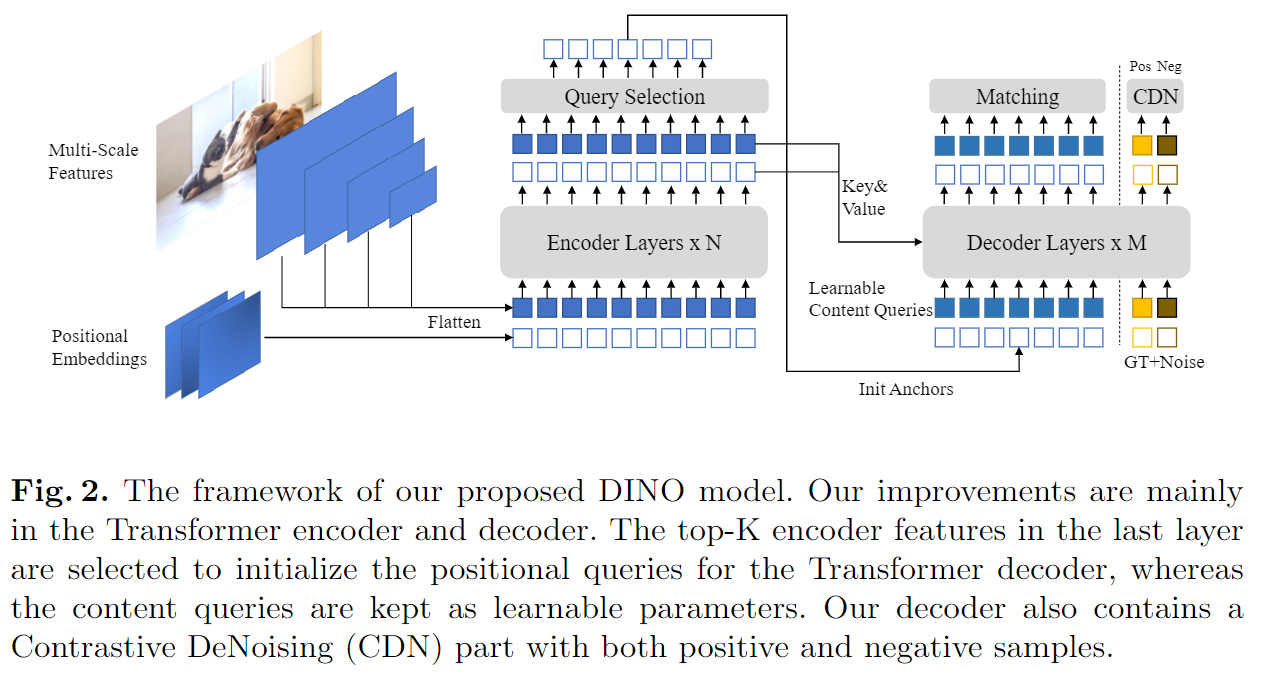 Multi-Scale
Features
Positional
Embeddings
Flatten
Query Selection
Encoder Layers x N
Key&
Value
Learnable
Content Queries
Init Anchors
Matching
Decoder Layers x M
Pos Neg
CDN
GT+Noise
Fig. 2. The framework of our proposed DINO model. Our improvements are mainly
in the Transformer encoder and decoder. The top-K encoder features in the last layer
are selected to initialize the positional queries for the Transformer decoder, whereas
the content queries are kept as learnable parameters. Our decoder also contains a
Contrastive DeNoising (CDN) part with both positive and negative samples.